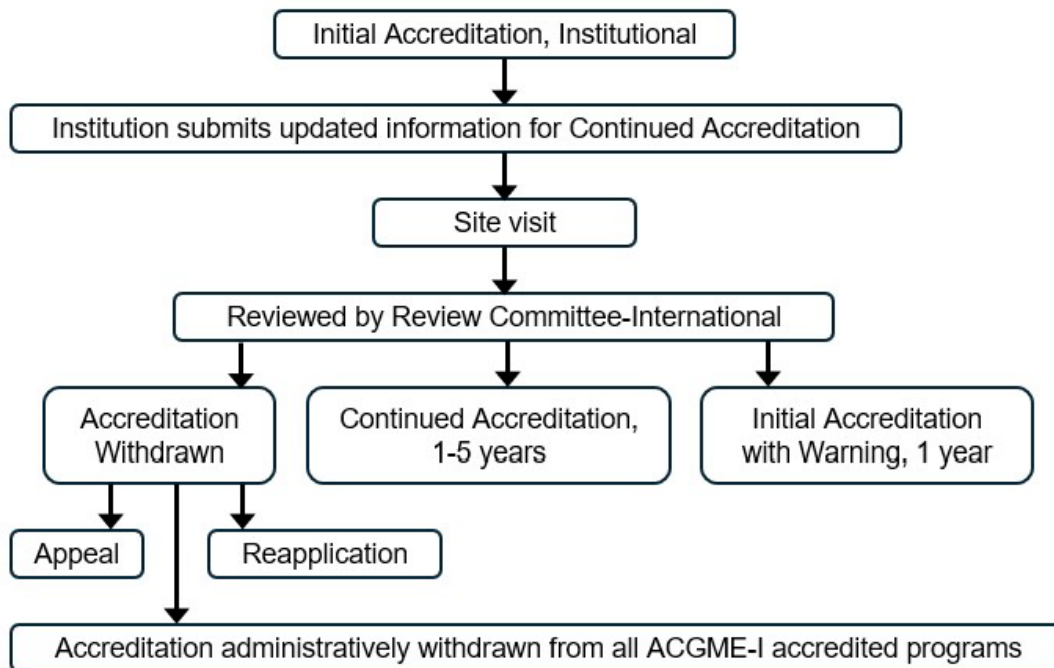 Initial Accreditation, Institutional
Institution submits updated information for Continued Accreditation
Site visit
Reviewed by Review Committee-International
Accreditation
Withdrawn
Continued Accreditation,
1-5 years
Initial Accreditation
with Warning, 1 year
Appeal
Reapplication
Accreditation administratively withdrawn from all ACGME-I accredited programs